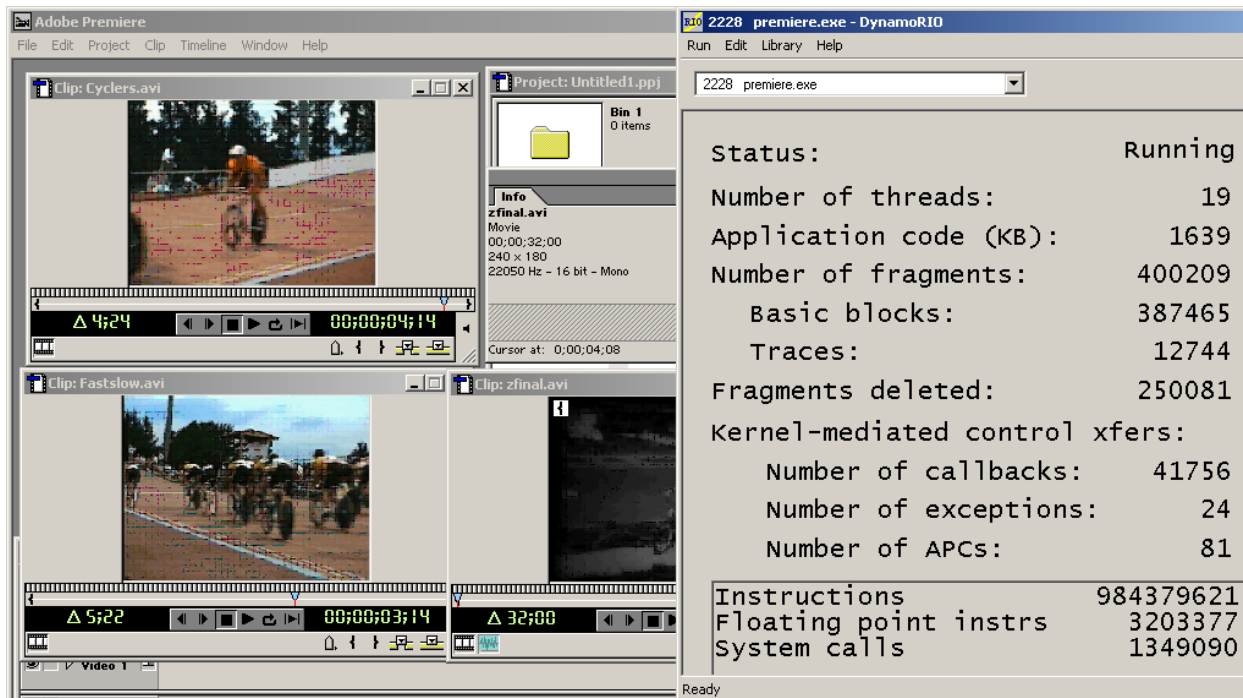 Adobe Premiere
File Edit Project Clip Timeline Window Help
Clip: Cyclers.avi
Δ 4;24
00;00;04;14
Project: Untitled1.ppj
Bin 1
0 items
Info
zfinal.avi
Movie
00;00;32;00
240 x 180
22050 Hz - 16 bit - Mono
Cursor at: 0;00;04;08
Clip: Fastslow.avi
Δ 5;22
00;00;03;14
Clip: zfinal.avi
Δ 32;00
Video 1
RIO 2228 premiere.exe - DynamoRIO
Run Edit Library Help
2228 premiere.exe
Status: Running
Number of threads: 19
Application code (KB): 1639
Number of fragments: 400209
Basic blocks: 387465
Traces: 12744
Fragments deleted: 250081
Kernel-mediated control xfers:
Number of callbacks: 41756
Number of exceptions: 24
Number of APCs: 81
Instructions 984379621
Floating point instrs 3203377
System calls 1349090
Ready